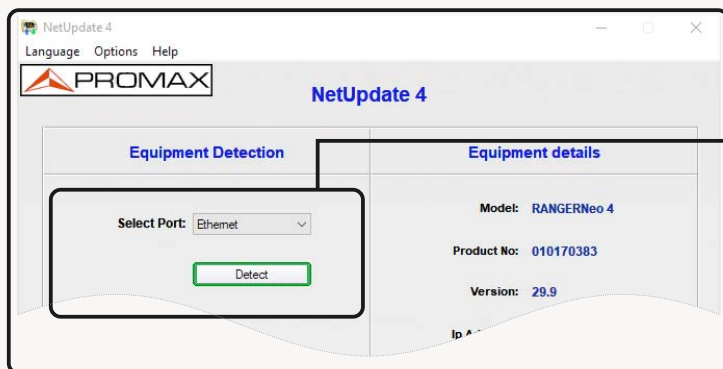 NetUpdate 4
Language Options Help
PROMAX
NetUpdate 4
Equipment Detection
Equipment details
Select Port: Ethernet
Detect
Model: RANGERNeo 4
Product No: 010170383
Version: 29.9
Ip